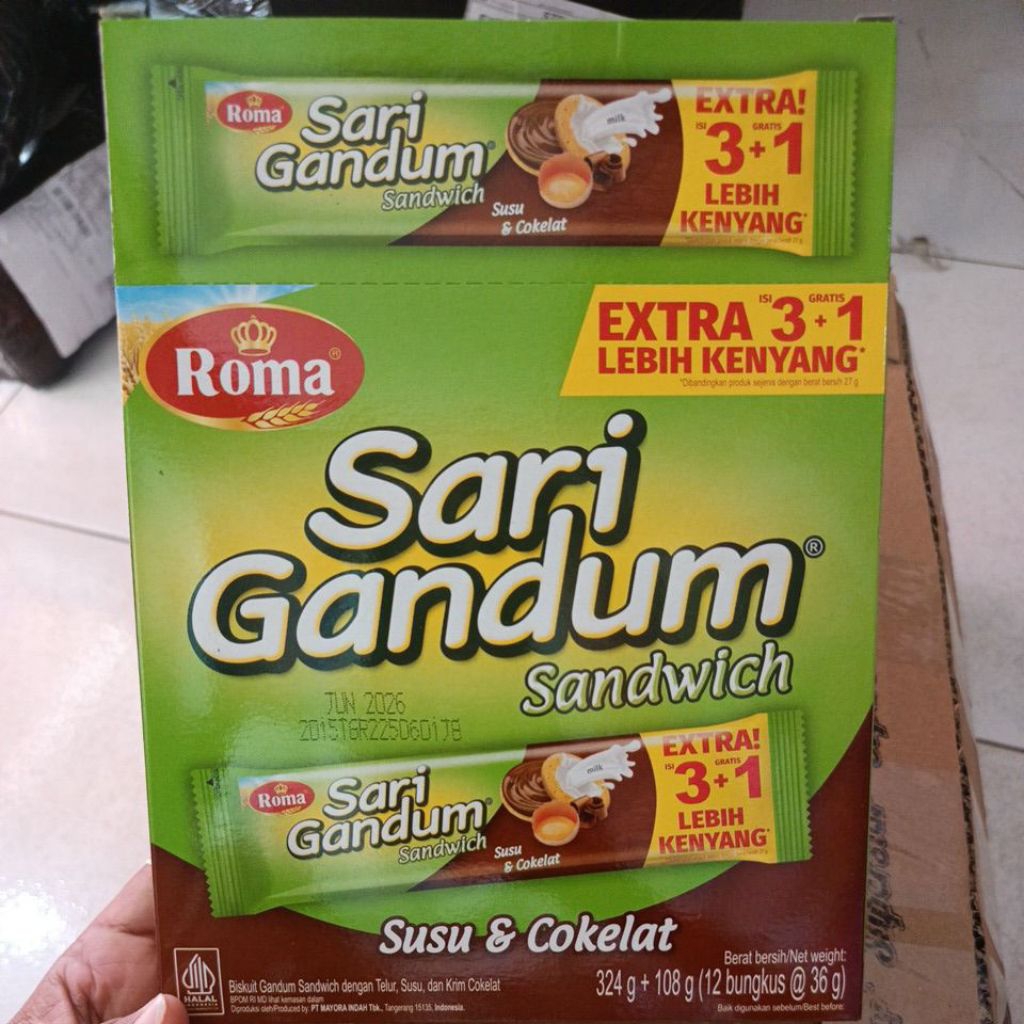 Roma
Sari
Gandum®
Sandwich
milk
Susu
& Cokelat
EXTRA!
ISI 3 + GRATIS 1
LEBIH
KENYANG*
Roma®
EXTRA ISI 3 + GRATIS 1
LEBIH KENYANG*
*Dibandingkan produk sejenis dengan berat bersih 27 g
Sari
Gandum®
Sandwich
JUN 2026
Roma
Sari
Gandum®
Sandwich
milk
Susu
& Cokelat
EXTRA!
ISI 3 + GRATIS 1
LEBIH
KENYANG*
Susu & Cokelat
HALAL
INDONESIA
Biskuit Gandum Sandwich dengan Telur, Susu, dan Krim Cokelat
BPOM RI MD lihat kemasan dalam
Diproduksi oleh/Produced by: PT MAYORA INDAH Tbk., Tangerang 15135, Indonesia.
Berat bersih/Net weight:
324 g + 108 g (12 bungkus @ 36 g)
Baik digunakan sebelum/Best before: